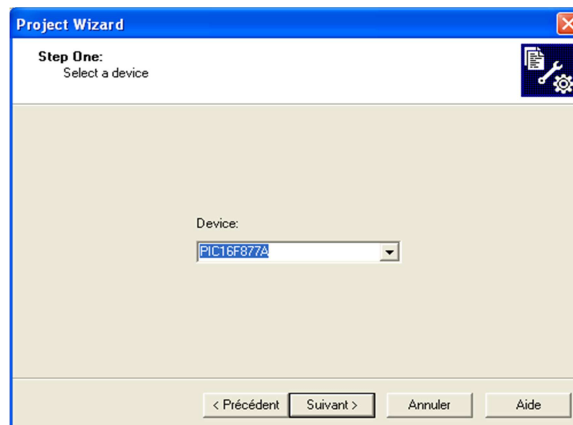 Project Wizard
Step One:
Select a device
Device:
PIC16F877A
< Précédent Suivant > Annuler Aide